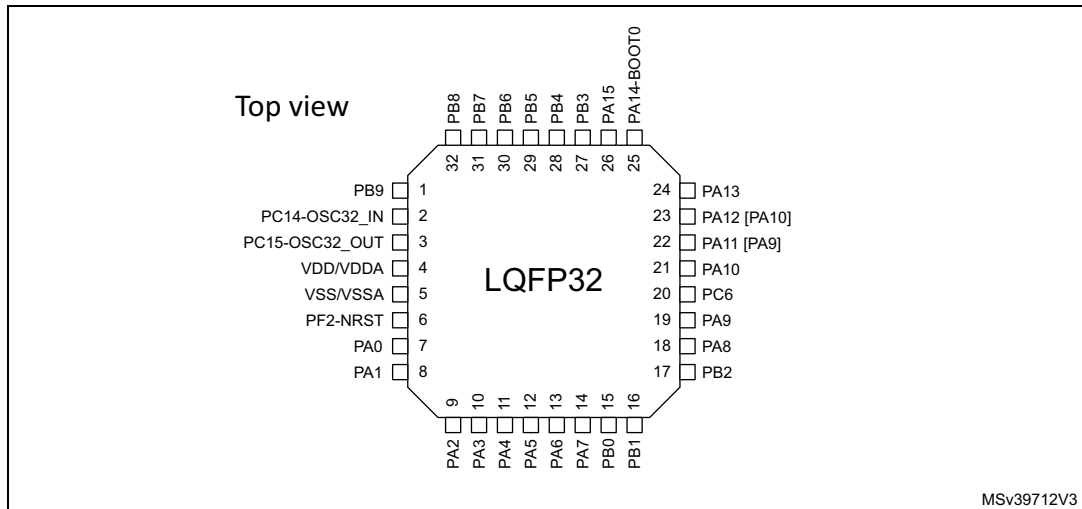 Top view
PB8
PB7
PB6
PB5
PB4
PB3
PA15
PA14-BOOT0
32
31
30
29
28
27
26
25
PB9 1
PC14-OSC32_IN 2
PC15-OSC32_OUT 3
VDD/VDDA 4
VSS/VSSA 5
PF2-NRST 6
PA0 7
PA1 8
LQFP32
24 PA13
23 PA12 [PA10]
22 PA11 [PA9]
21 PA10
20 PC6
19 PA9
18 PA8
17 PB2
9
10
11
12
13
14
15
16
PA2
PA3
PA4
PA5
PA6
PA7
PB0
PB1
MSv39712V3